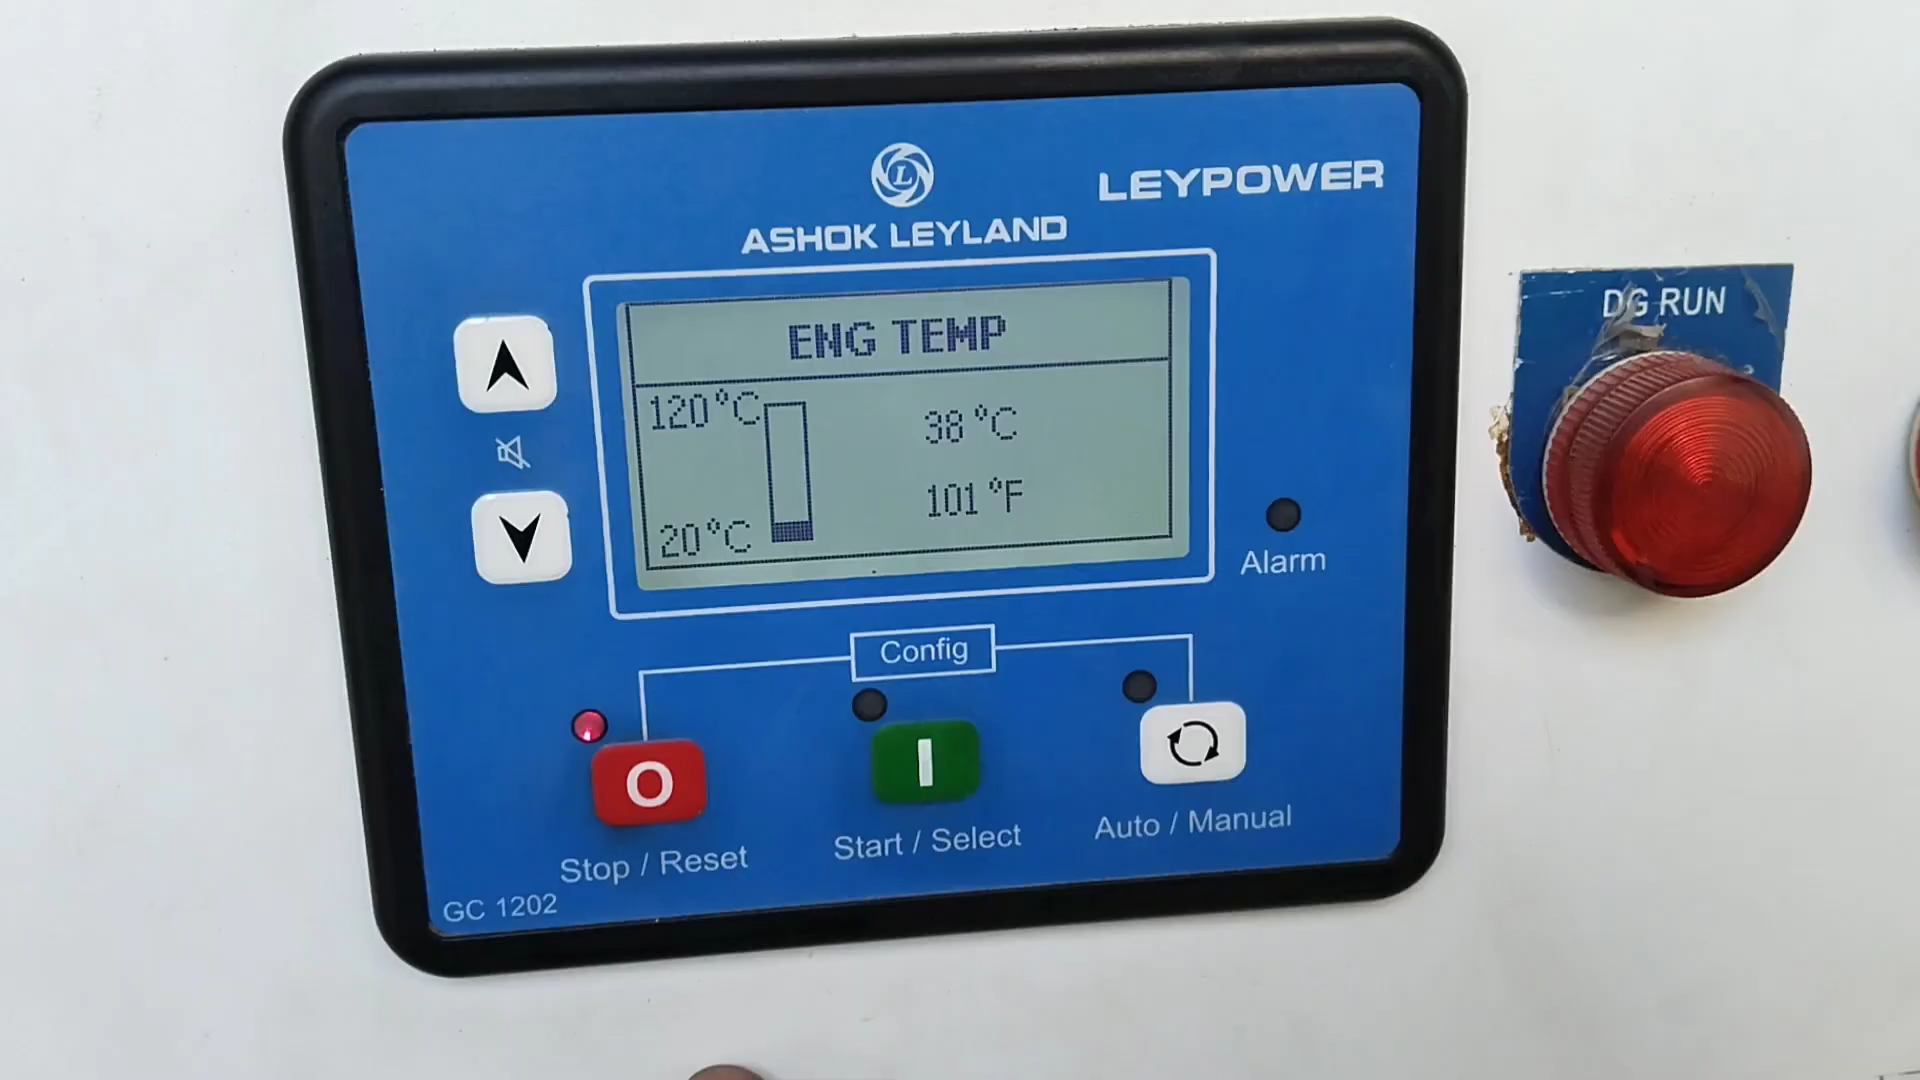 L
ASHOK LEYLAND
LEYPOWER
ENG TEMP
120°C
38°C
101°F
20°C
DG RUN
Alarm
Config
O
I
Stop / Reset
Start / Select
Auto / Manual
GC 1202